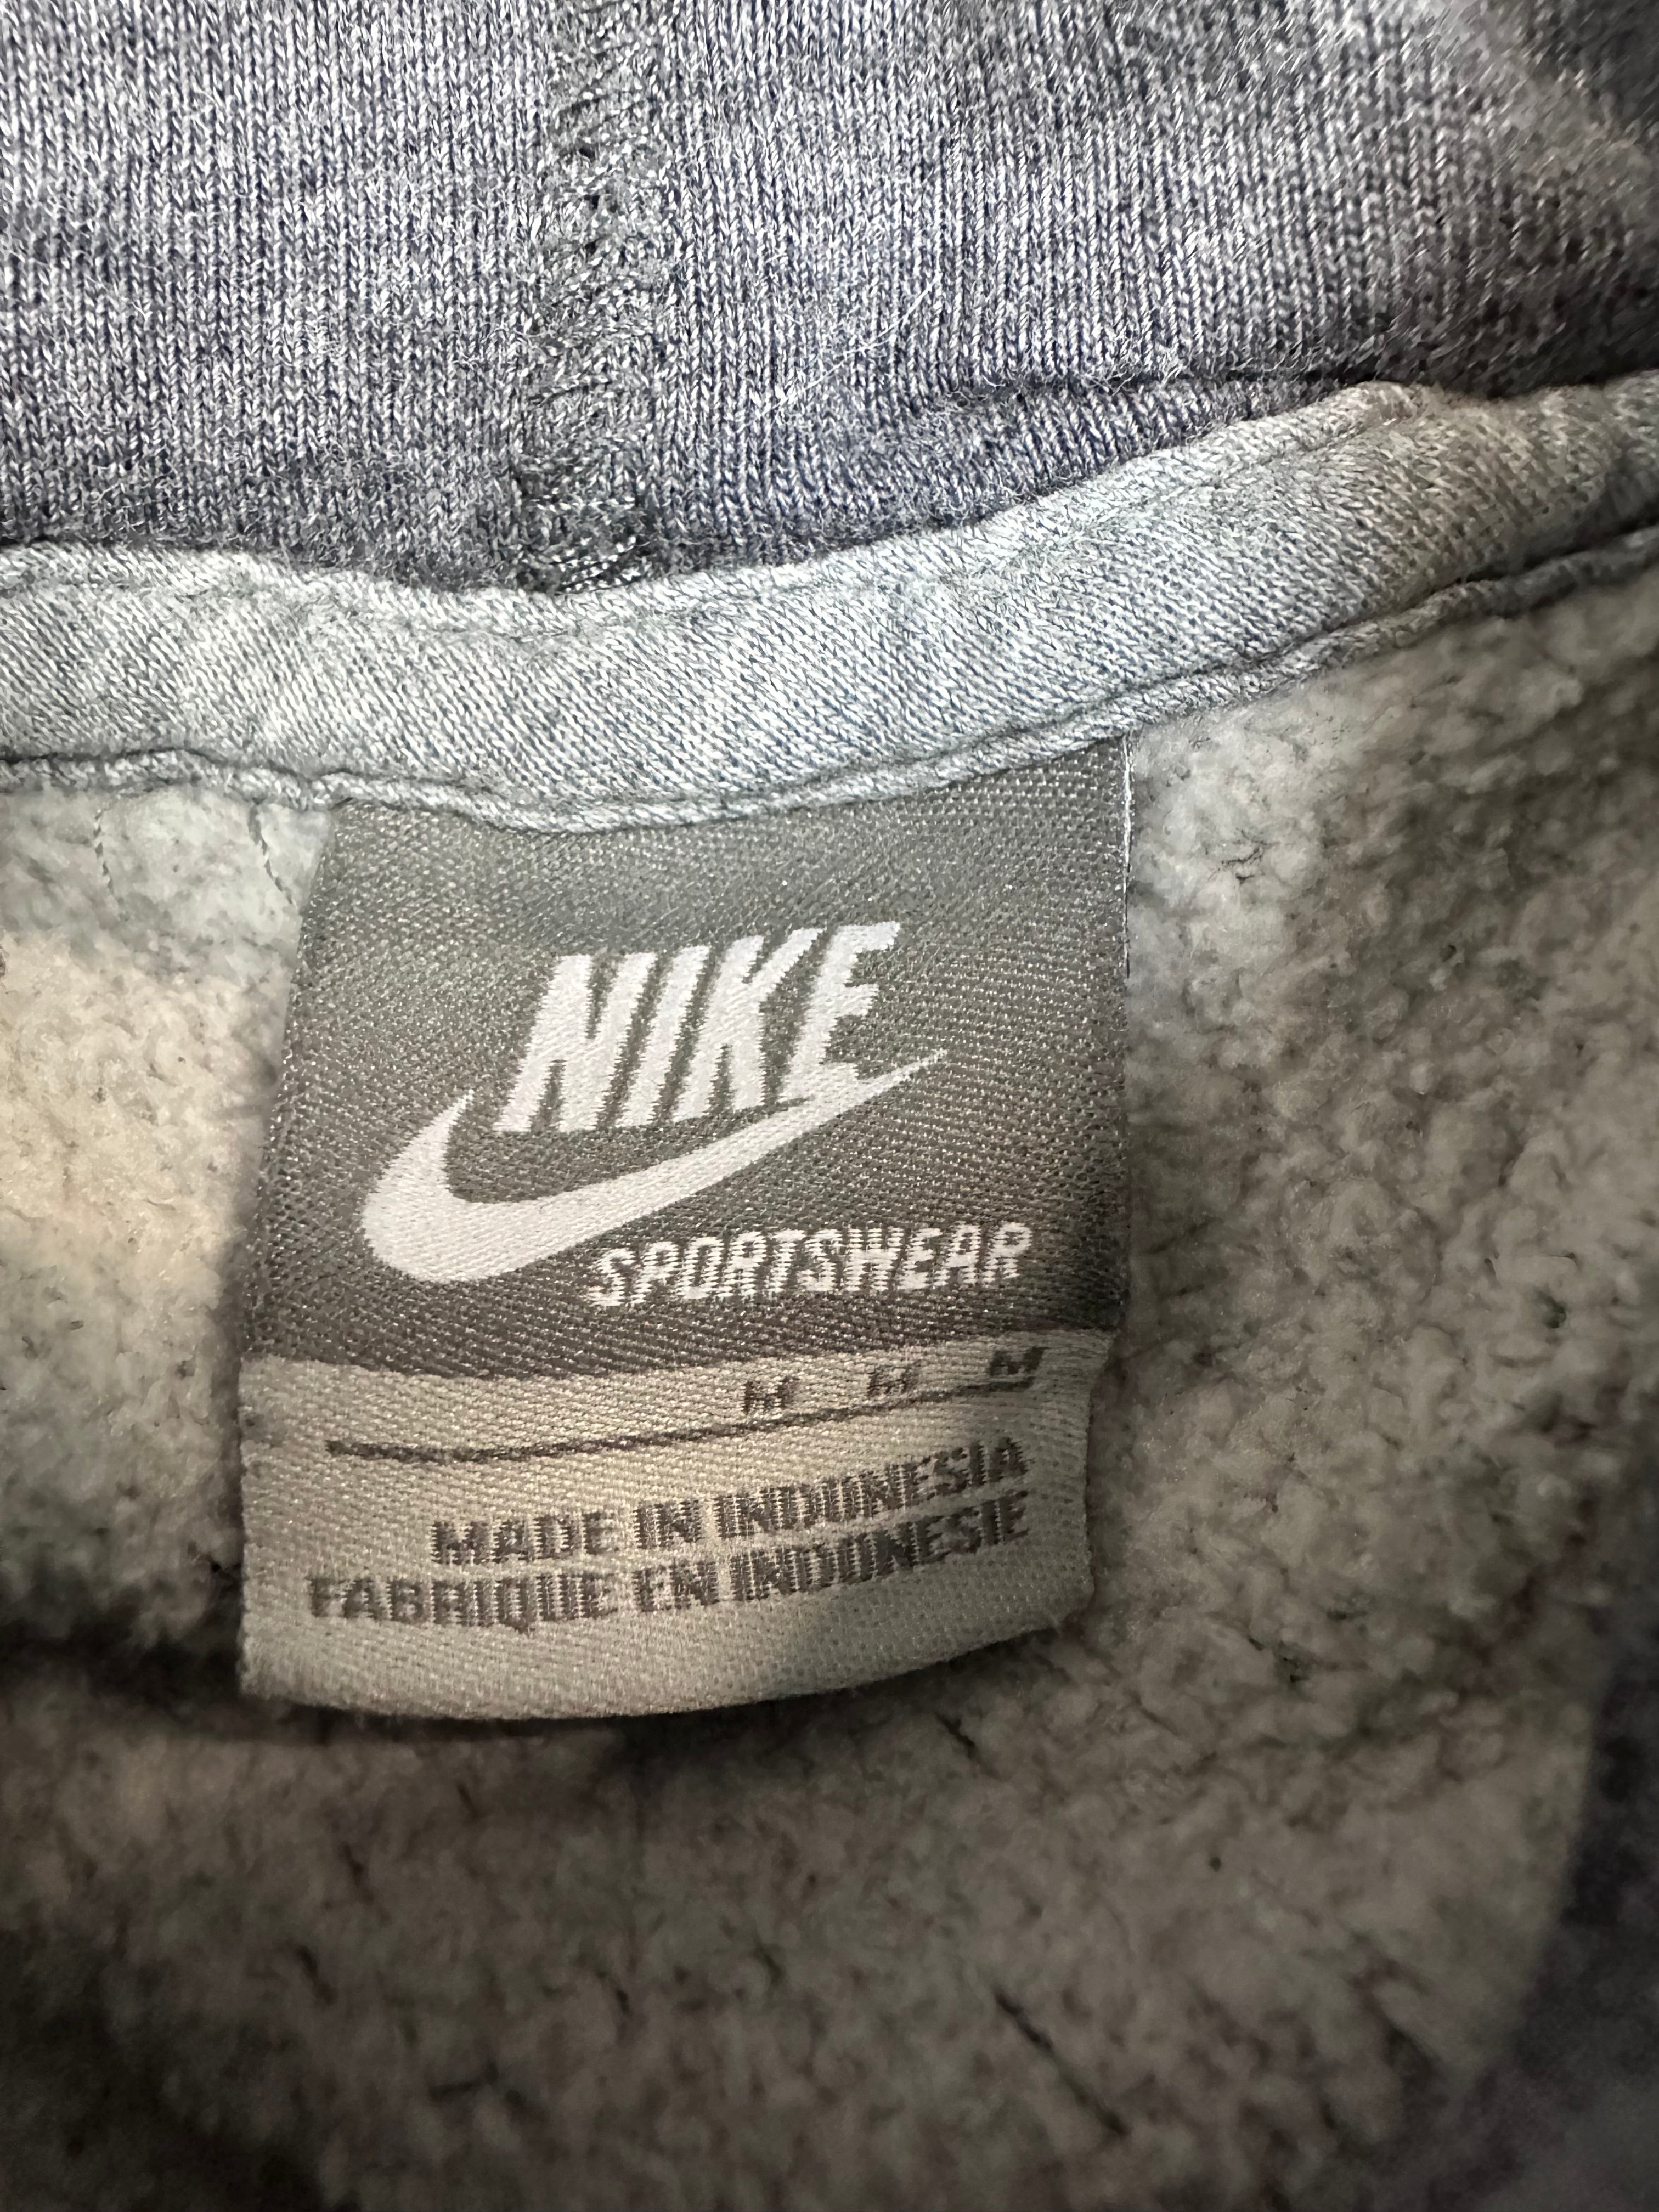 NIKE
SPORTSWEAR
M M M
MADE IN INDONESIA
FABRIQUE EN INDONESIE